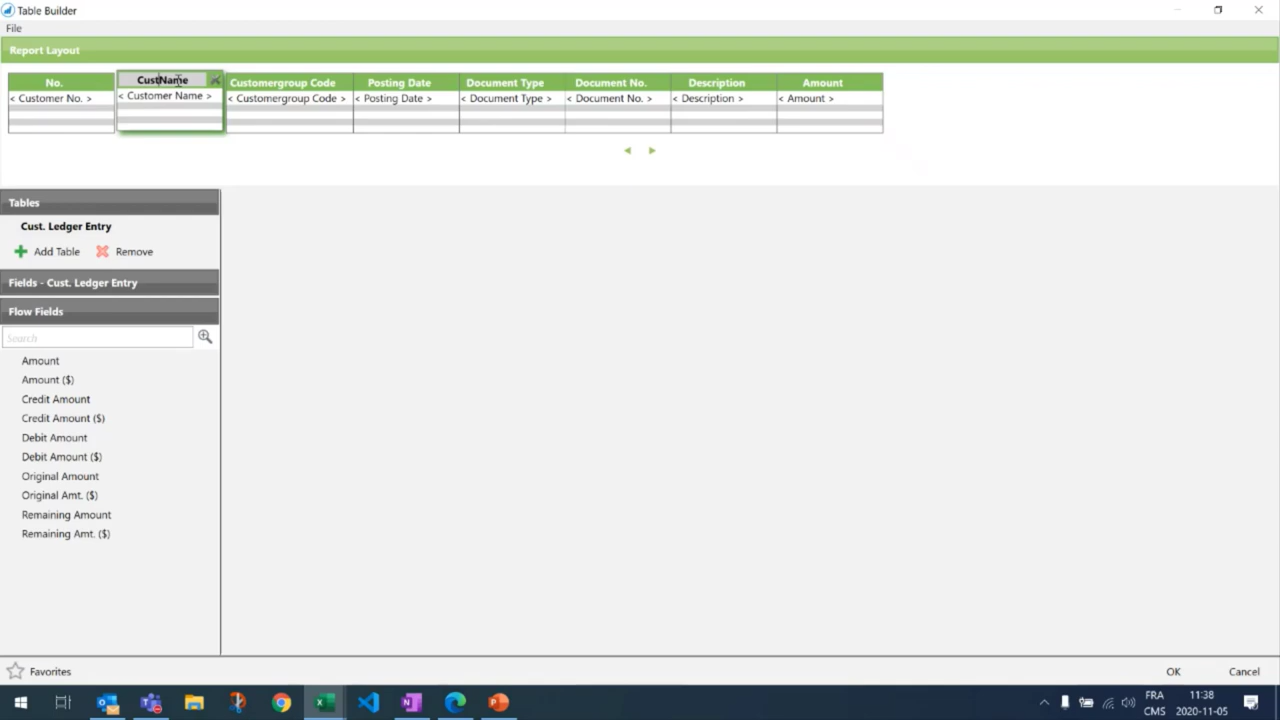 Table Builder
File
Report Layout
No. CustName Customergroup Code Posting Date Document Type Document No. Description Amount
< Customer No. > < Customer Name > < Customergroup Code > < Posting Date > < Document Type > < Document No. > < Description > < Amount >
Tables
Cust. Ledger Entry
Add Table Remove
Fields - Cust. Ledger Entry
Flow Fields
Search
Amount
Amount ($)
Credit Amount
Credit Amount ($)
Debit Amount
Debit Amount ($)
Original Amount
Original Amt. ($)
Remaining Amount
Remaining Amt. ($)
Favorites OK Cancel
FRA 11:38
CMS 2020-11-05